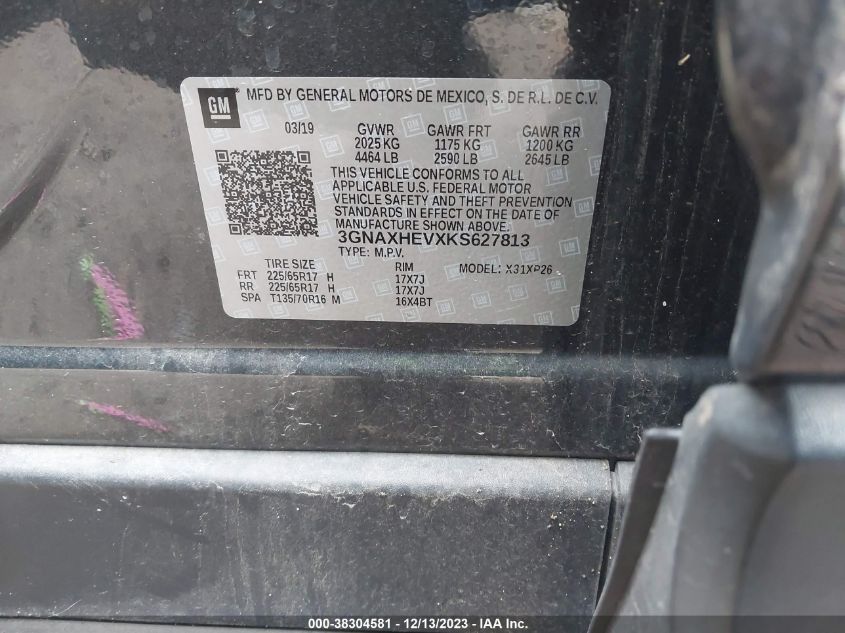 GM® MFD BY GENERAL MOTORS DE MEXICO, S. DE R.L. DE C.V.
03/19 GVWR GAWR FRT GAWR RR
2025 KG 1175 KG 1200 KG
4464 LB 2590 LB 2645 LB
THIS VEHICLE CONFORMS TO ALL
APPLICABLE U.S. FEDERAL MOTOR
VEHICLE SAFETY AND THEFT PREVENTION
STANDARDS IN EFFECT ON THE DATE OF
MANUFACTURE SHOWN ABOVE.
3GNAXHEVXKS627813
TYPE: M.P.V.
TIRE SIZE RIM MODEL: X31XP26
FRT 225/65R17 H 17X7J
RR 225/65R17 H 17X7J
SPA T135/70R16 M 16X4BT
000-38304581 - 12/13/2023 - IAA Inc.